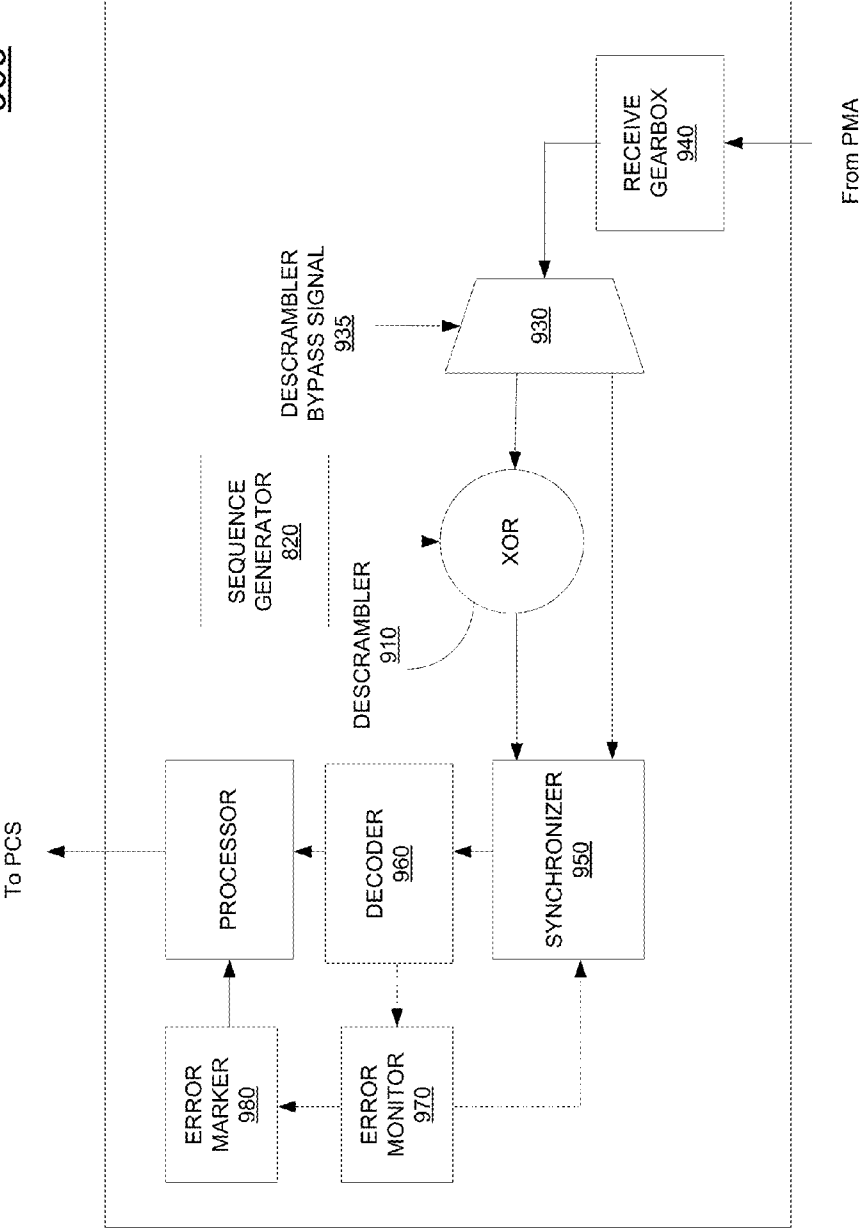 To PCS
ERROR
MARKER
980
PROCESSOR
SEQUENCE
GENERATOR
820
DESCRAMBLER
BYPASS SIGNAL
935
ERROR
MONITOR
970
DECODER
960
DESCRAMBLER
910
SYNCHRONIZER
950
XOR
930
RECEIVE
GEARBOX
940
From PMA